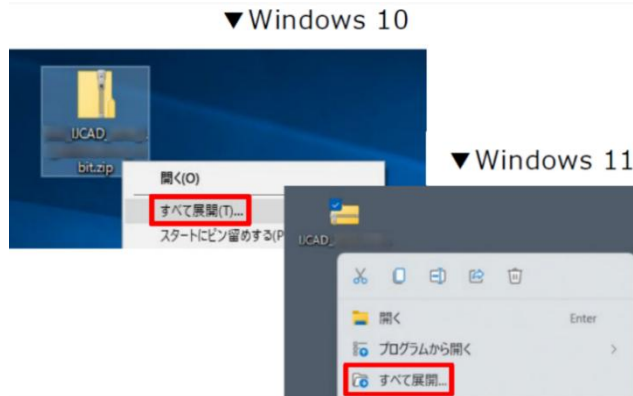 ▼Windows 10
IJCAD_
bit.zip
開く(O)
すべて展開(T)...
スタートにピン留めする(P
▼Windows 11
IJCAD_
開く Enter
プログラムから開く
すべて展開...